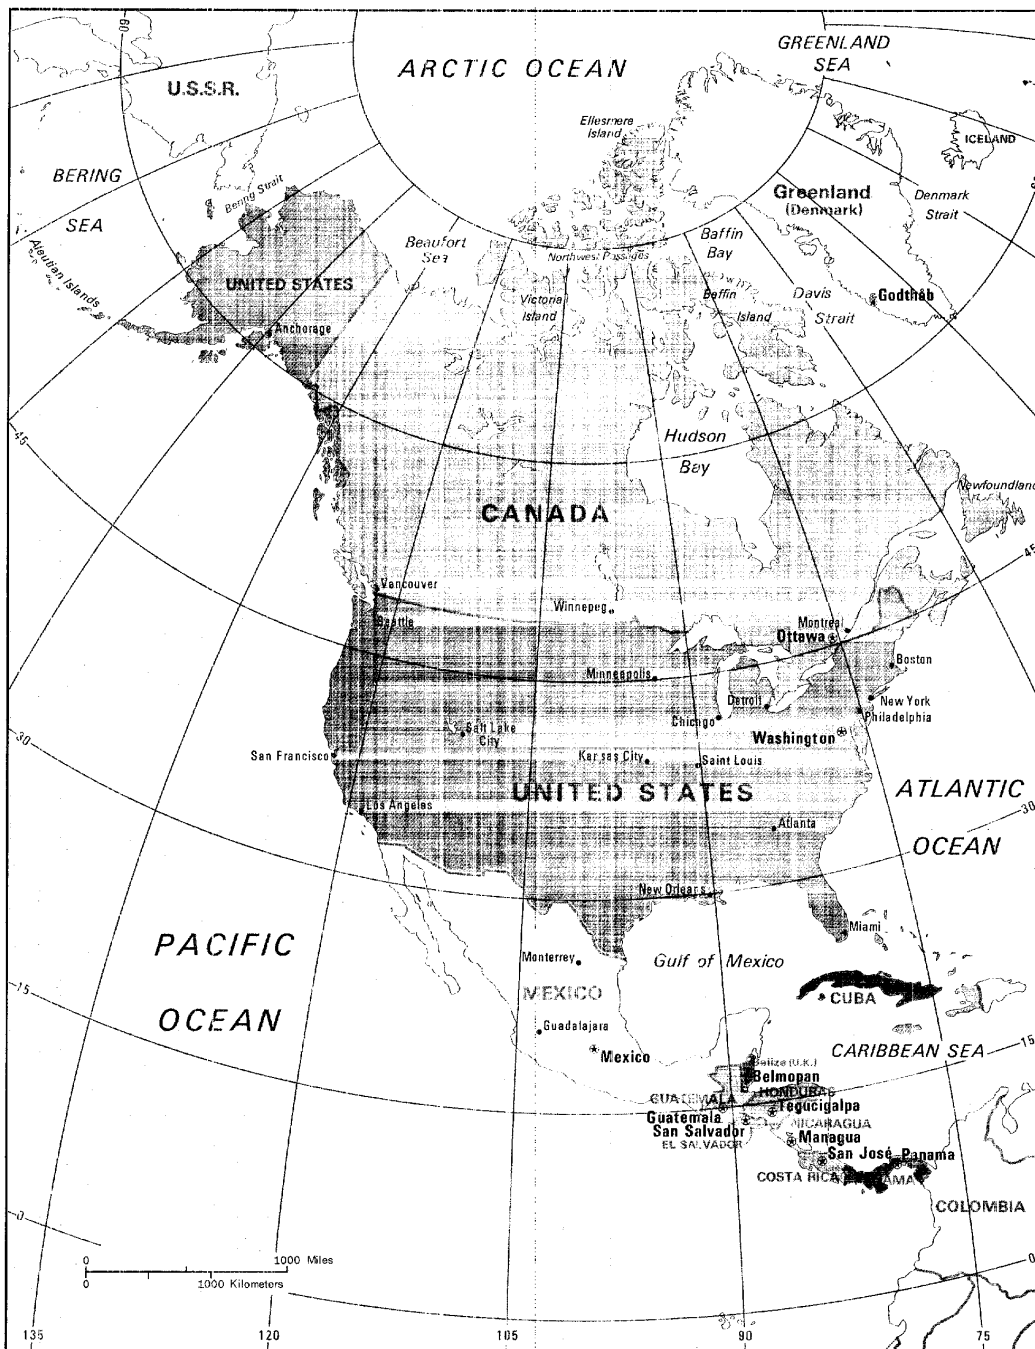 60
GREENLAND
SEA
ARCTIC OCEAN
U.S.S.R.
Ellesmere
Island
ICELAND
BERING
SEA
Bering Strait
Greenland
(Denmark)
Denmark
Strait
60
Beaufort
Sea
Baffin
Bay
Northwest Passages
Aleutian Islands
UNITED STATES
Victoria
Island
Baffin
Island
Davis
Strait
Godthåb
Anchorage
45
Hudson
Bay
Newfoundland
CANADA
45
Vancouver
Winnepeg
Seattle
Montreal
Ottawa
Boston
Minneapolis
Detroit
New York
Chicago
Philadelphia
Salt Lake
City
Washington
30
San Francisco
Kansas City
Saint Louis
UNITED STATES
ATLANTIC
OCEAN
30
Los Angeles
Atlanta
New Orleans
Miami
PACIFIC
OCEAN
Monterrey
Gulf of Mexico
MEXICO
CUBA
15
Guadalajara
Mexico
CARIBBEAN SEA
15
Belize (U.K.)
Belmopan
HONDURAS
GUATEMALA
Tegucigalpa
Guatemala
NICARAGUA
San Salvador
Managua
EL SALVADOR
San José
Panama
COSTA RICA
PANAMA
COLOMBIA
0
0
0 1000 Miles
0 1000 Kilometers
135
120
105
90
75